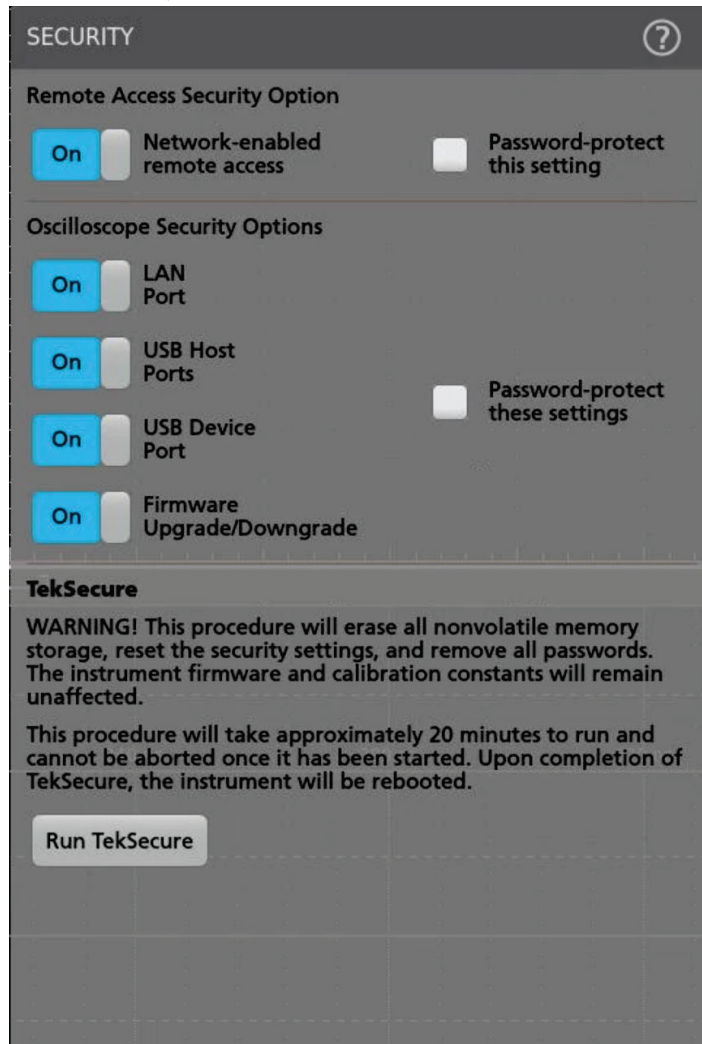 SECURITY
?
Remote Access Security Option
On
Network-enabled
remote access
Password-protect
this setting
Oscilloscope Security Options
On
LAN
Port
On
USB Host
Ports
Password-protect
these settings
On
USB Device
Port
On
Firmware
Upgrade/Downgrade
TekSecure
WARNING! This procedure will erase all nonvolatile memory
storage, reset the security settings, and remove all passwords.
The instrument firmware and calibration constants will remain
unaffected.
This procedure will take approximately 20 minutes to run and
cannot be aborted once it has been started. Upon completion of
TekSecure, the instrument will be rebooted.
Run TekSecure